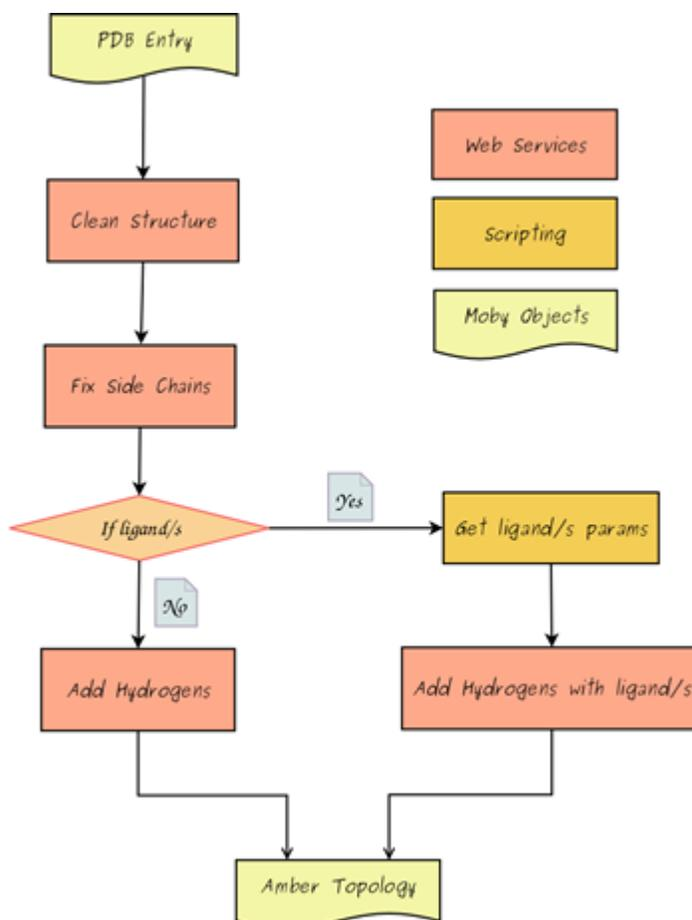 PDB Entry
Web Services
Clean Structure
Scripting
Moby Objects
Fix Side Chains
If ligand/s
Yes
Get ligand/s params
No
Add Hydrogens
Add Hydrogens with ligand/s
Amber Topology